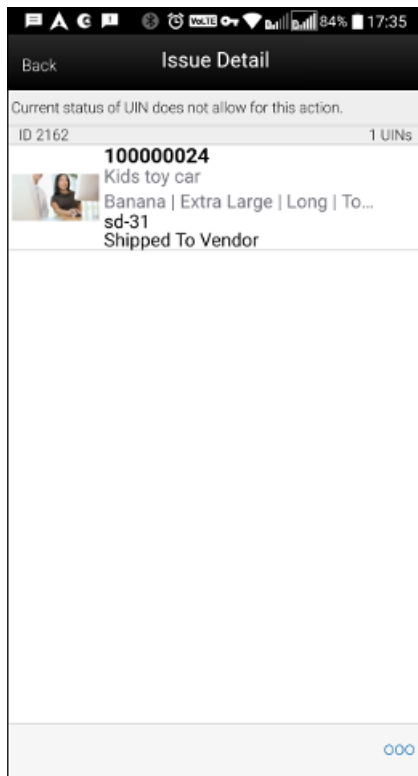 VoLTE 84% 17:35
Back Issue Detail
Current status of UIN does not allow for this action.
ID 2162 1 UINs
100000024
Kids toy car
Banana | Extra Large | Long | To...
sd-31
Shipped To Vendor